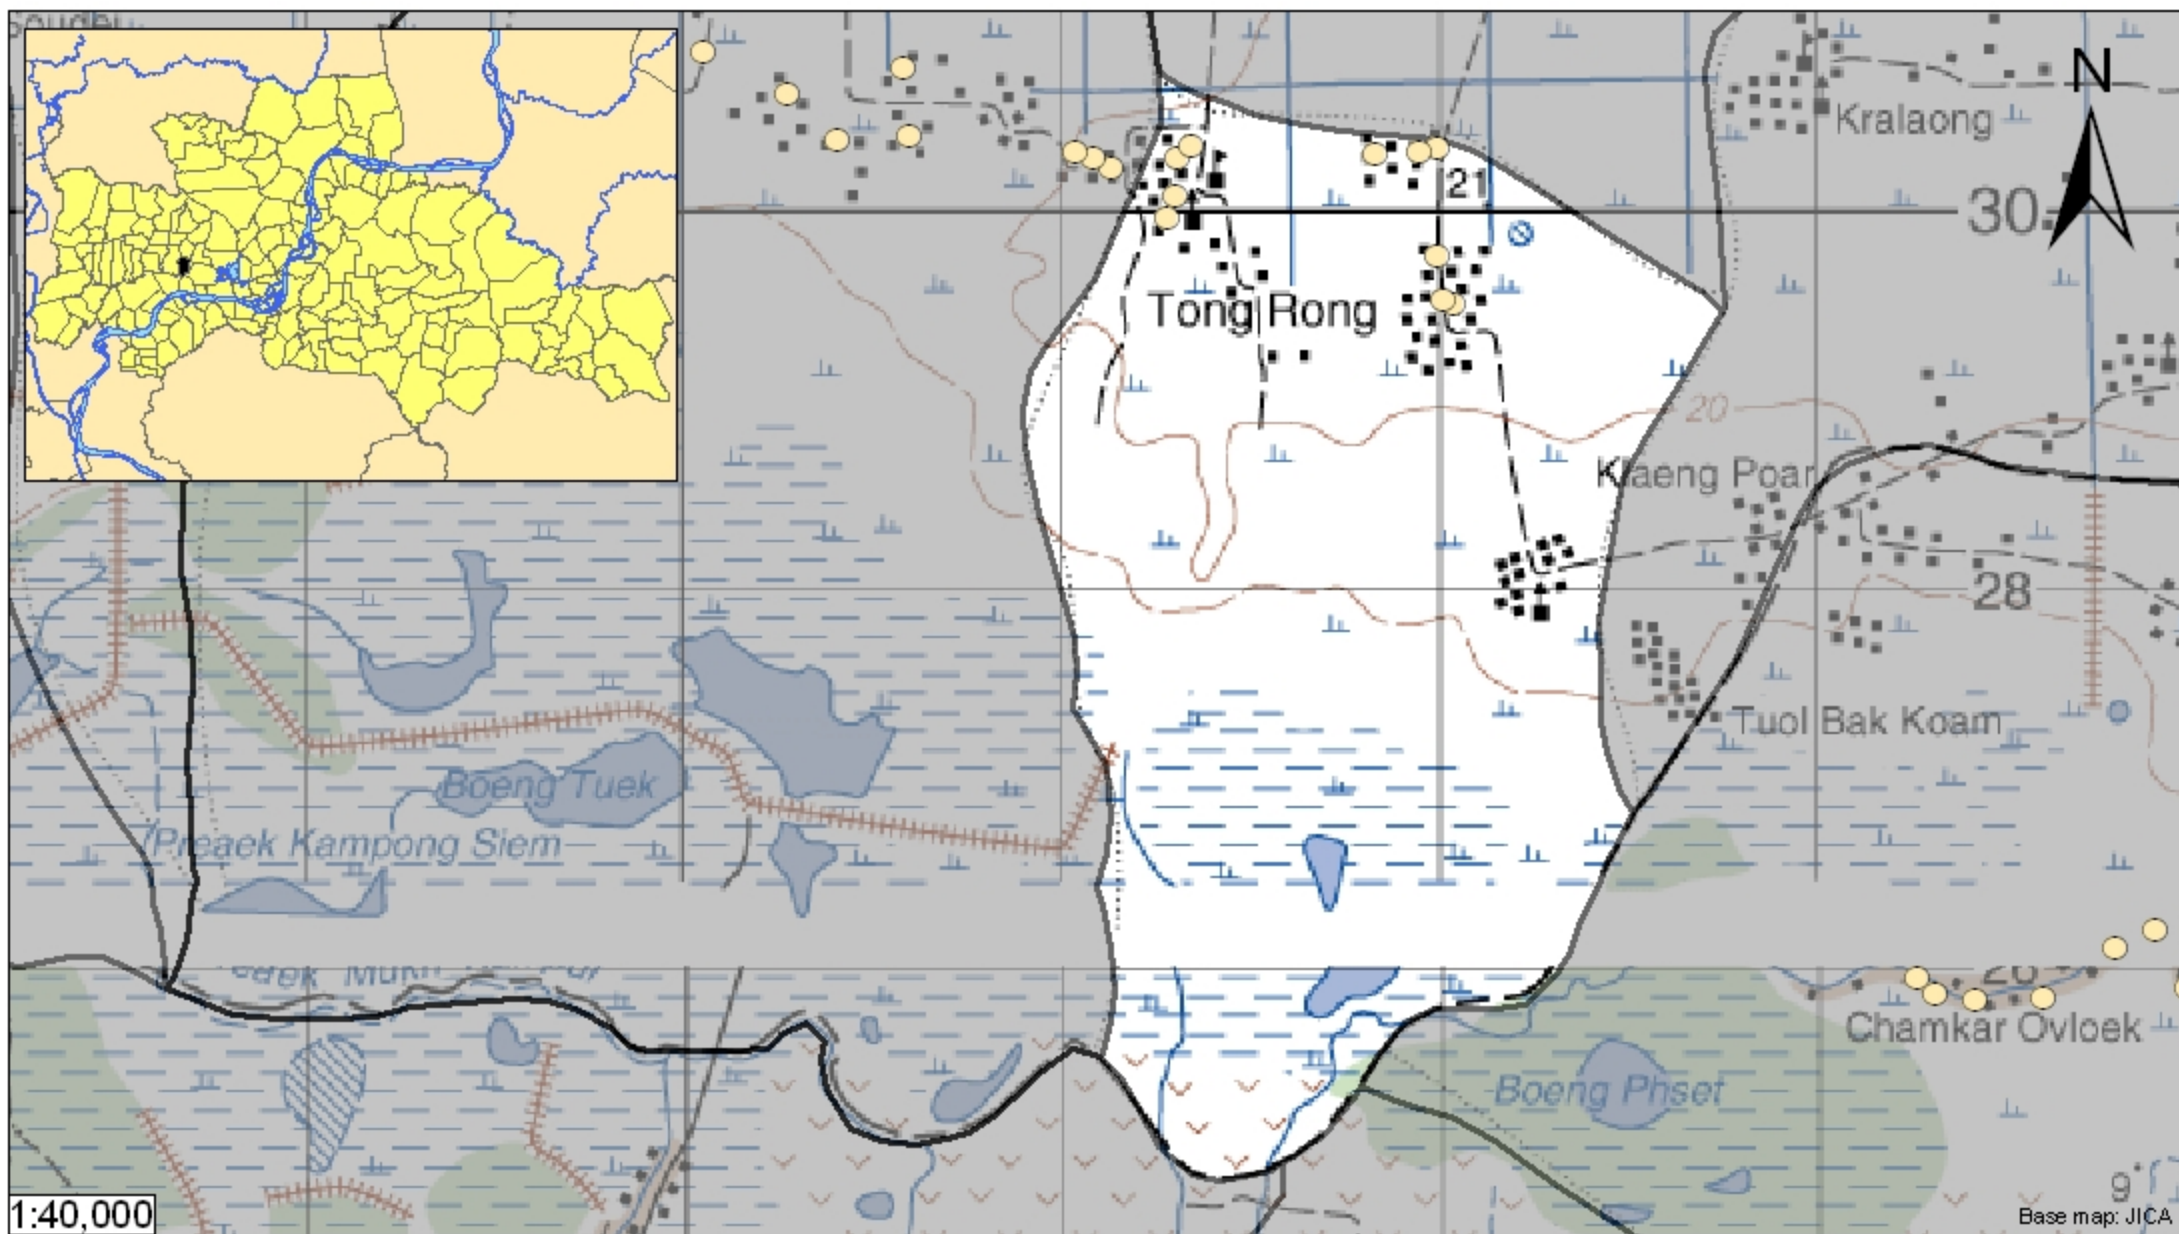 N
Kralaong
21
30
Tong Rong
20
Klaeng Poar
28
Tuol Bak Koam
Boeng Tuek
Preaek Kampong Siem
Chamkar Ovloek
Boeng Phset
9
1:40,000
Base map: JICA